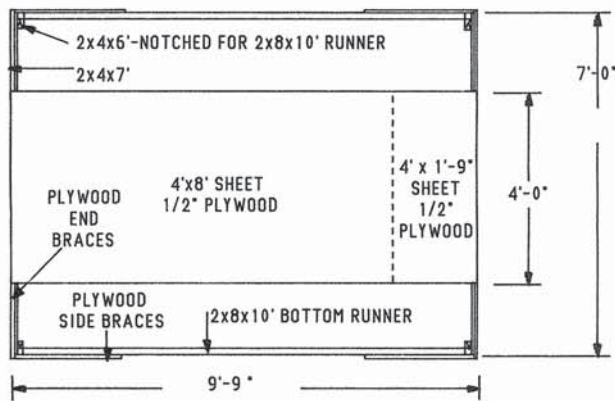 2x4x6'-NOTCHED FOR 2x8x10' RUNNER
2x4x7'
7'-0"
4'x8' SHEET
1/2" PLYWOOD
4' x 1'-9"
SHEET
1/2"
PLYWOOD
4'-0"
PLYWOOD
END
BRACES
PLYWOOD
SIDE BRACES
2x8x10' BOTTOM RUNNER
9'-9"